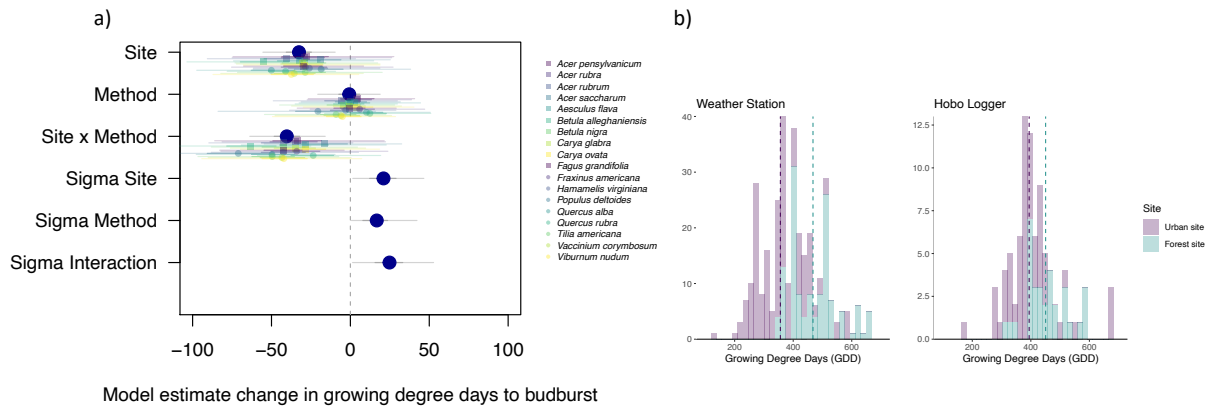 a)
Site
Method
Site x Method
Sigma Site
Sigma Method
Sigma Interaction
−100
−50
0
50
100
Model estimate change in growing degree days to budburst
Acer pensylvanicum
Acer rubra
Acer rubrum
Acer saccharum
Aesculus flava
Betula alleghaniensis
Betula nigra
Carya glabra
Carya ovata
Fagus grandifolia
Fraxinus americana
Hamamelis virginiana
Populus deltoides
Quercus alba
Quercus rubra
Tilia americana
Vaccinium corymbosum
Viburnum nudum
b)
Weather Station
40
30
20
10
0
200
400
600
Growing Degree Days (GDD)
Hobo Logger
12.5
10.0
7.5
5.0
2.5
0.0
200
400
600
Growing Degree Days (GDD)
Site
Urban site
Forest site